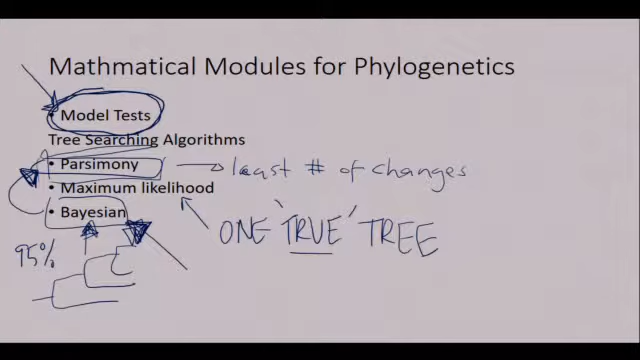 Mathmatical Modules for Phylogenetics
• Model Tests
Tree Searching Algorithms
• Parsimony → least # of changes
• Maximum likelihood
• Bayesian
ONE 'TRUE' TREE
95%